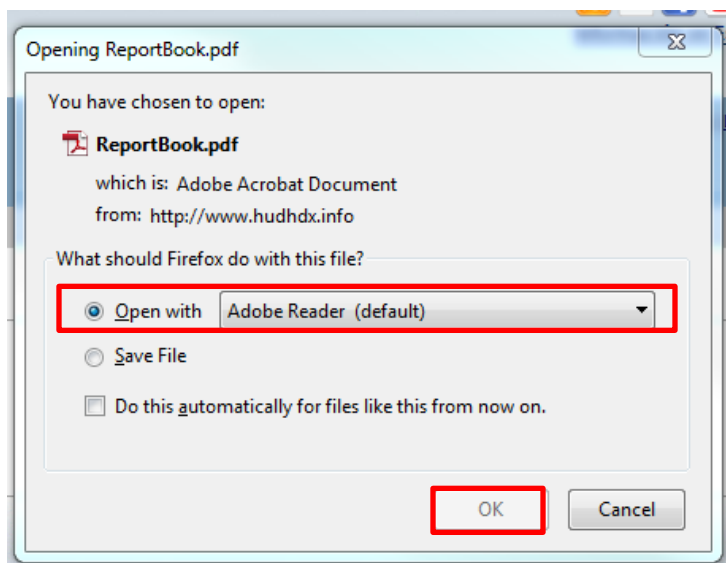 Opening ReportBook.pdf
You have chosen to open:
ReportBook.pdf
which is: Adobe Acrobat Document
from: http://www.hudhdx.info
What should Firefox do with this file?
Open with Adobe Reader (default)
Save File
Do this automatically for files like this from now on.
OK Cancel